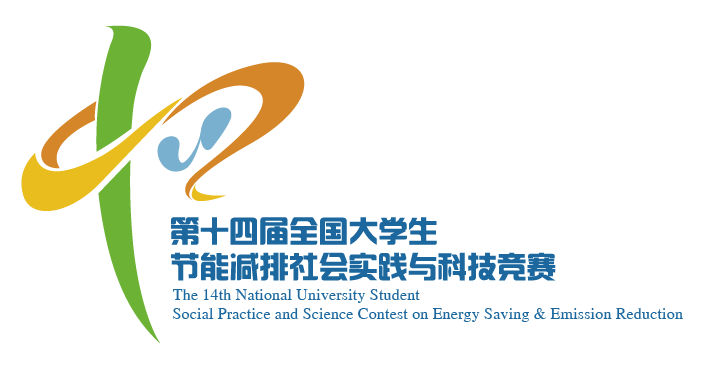 第十四届全国大学生
节能减排社会实践与科技竞赛
The 14th National University Student
Social Practice and Science Contest on Energy Saving & Emission Reduction